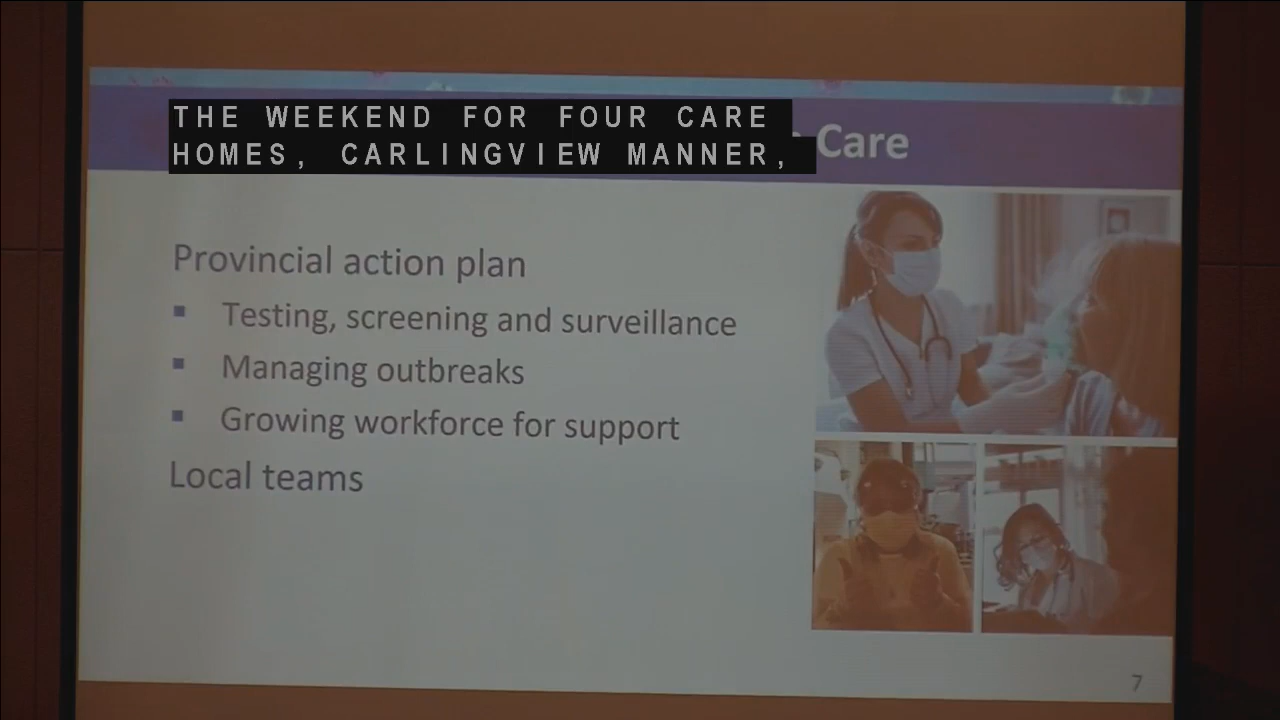 THE WEEKEND FOR FOUR CARE
HOMES, CARLINGVIEW MANNER,
Care
Provincial action plan
▪ Testing, screening and surveillance
▪ Managing outbreaks
▪ Growing workforce for support
Local teams
7